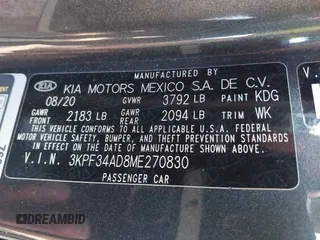 MANUFACTURED BY
KIA KIA MOTORS MEXICO S.A. DE C.V.
08/20 GVWR 3792 LB PAINT KDG
GAWR FRT 2183 LB GAWR RR 2094 LB TRIM WK
THIS VEHICLE CONFORMS TO ALL APPLICABLE FEDERAL
MOTOR VEHICLE SAFETY, BUMPER, AND THEFT PREVENTION
STANDARDS IN EFFECT ON THE DATE OF MANUFACTURE
SHOWN ABOVE.
V.I.N. 3KPF34AD8ME270830
PASSENGER CAR
DREAMBID